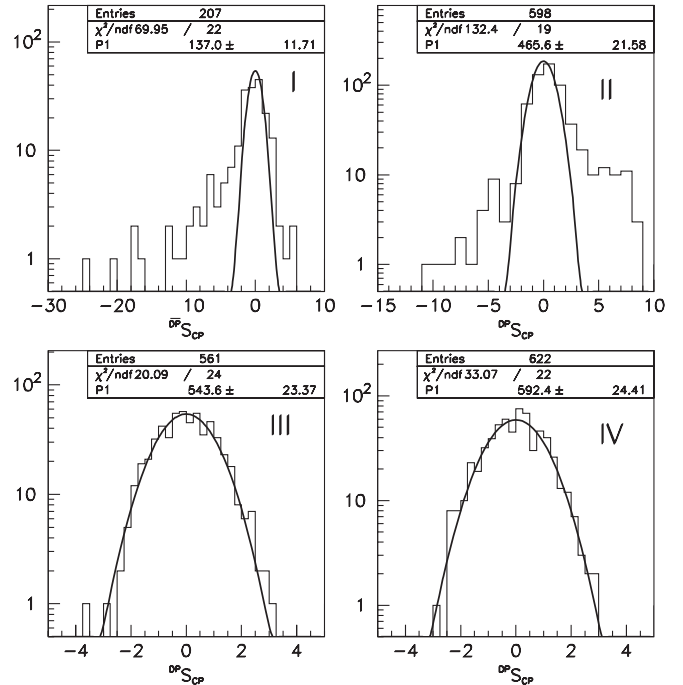 Entries 207
χ²/ndf 69.95 / 22
P1 137.0 ± 11.71
I
10²
10
1
-30 -20 -10 0 10
D̄P̄S_CP
Entries 598
χ²/ndf 132.4 / 19
P1 465.6 ± 21.58
II
10²
10
1
-15 -10 -5 0 5 10
DPS_CP
Entries 561
χ²/ndf 20.09 / 24
P1 543.6 ± 23.37
III
10²
10
1
-4 -2 0 2 4
DPS_CP
Entries 622
χ²/ndf 33.07 / 22
P1 592.4 ± 24.41
IV
10²
10
1
-4 -2 0 2 4
DPS_CP